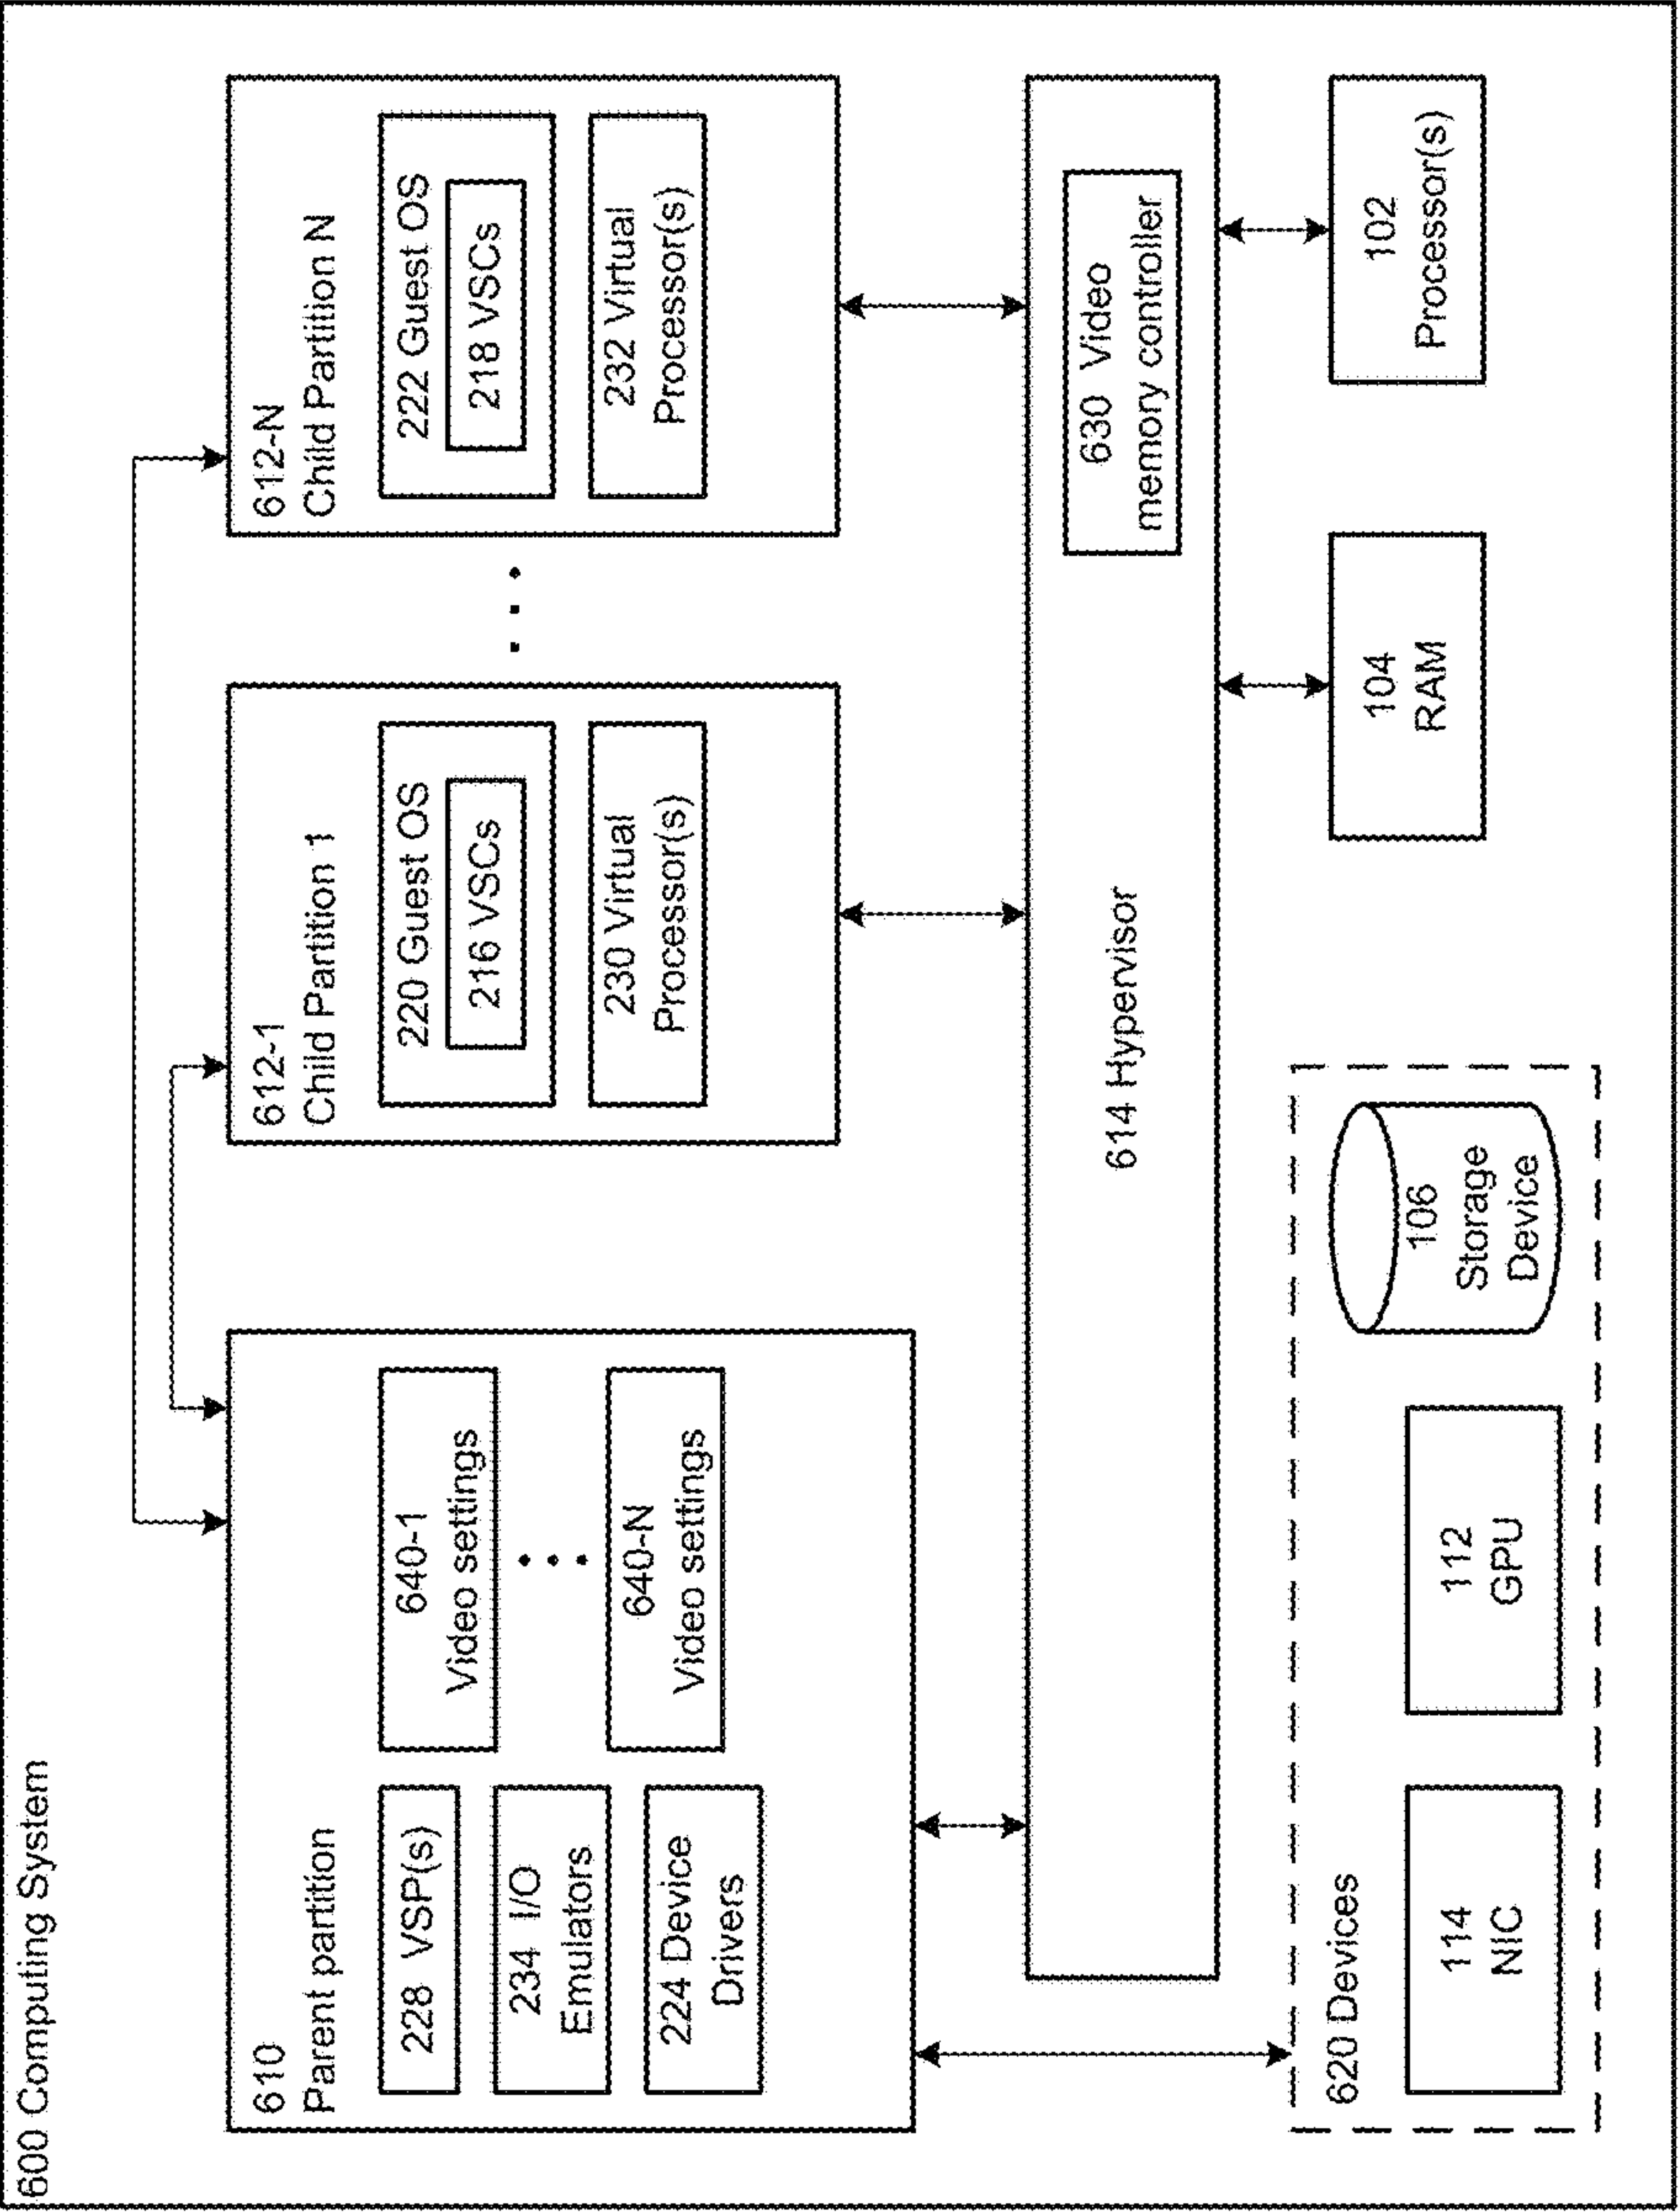 600 Computing System
610
Parent partition
228 VSP(s)
234 I/O
Emulators
224 Device
Drivers
640-1
Video settings
640-N
Video settings
612-1
Child Partition 1
220 Guest OS
216 VSCs
230 Virtual
Processor(s)
612-N
Child Partition N
222 Guest OS
218 VSCs
232 Virtual
Processor(s)
614 Hypervisor
630 Video
memory controller
620 Devices
114
NIC
112
GPU
106
Storage
Device
104
RAM
102
Processor(s)